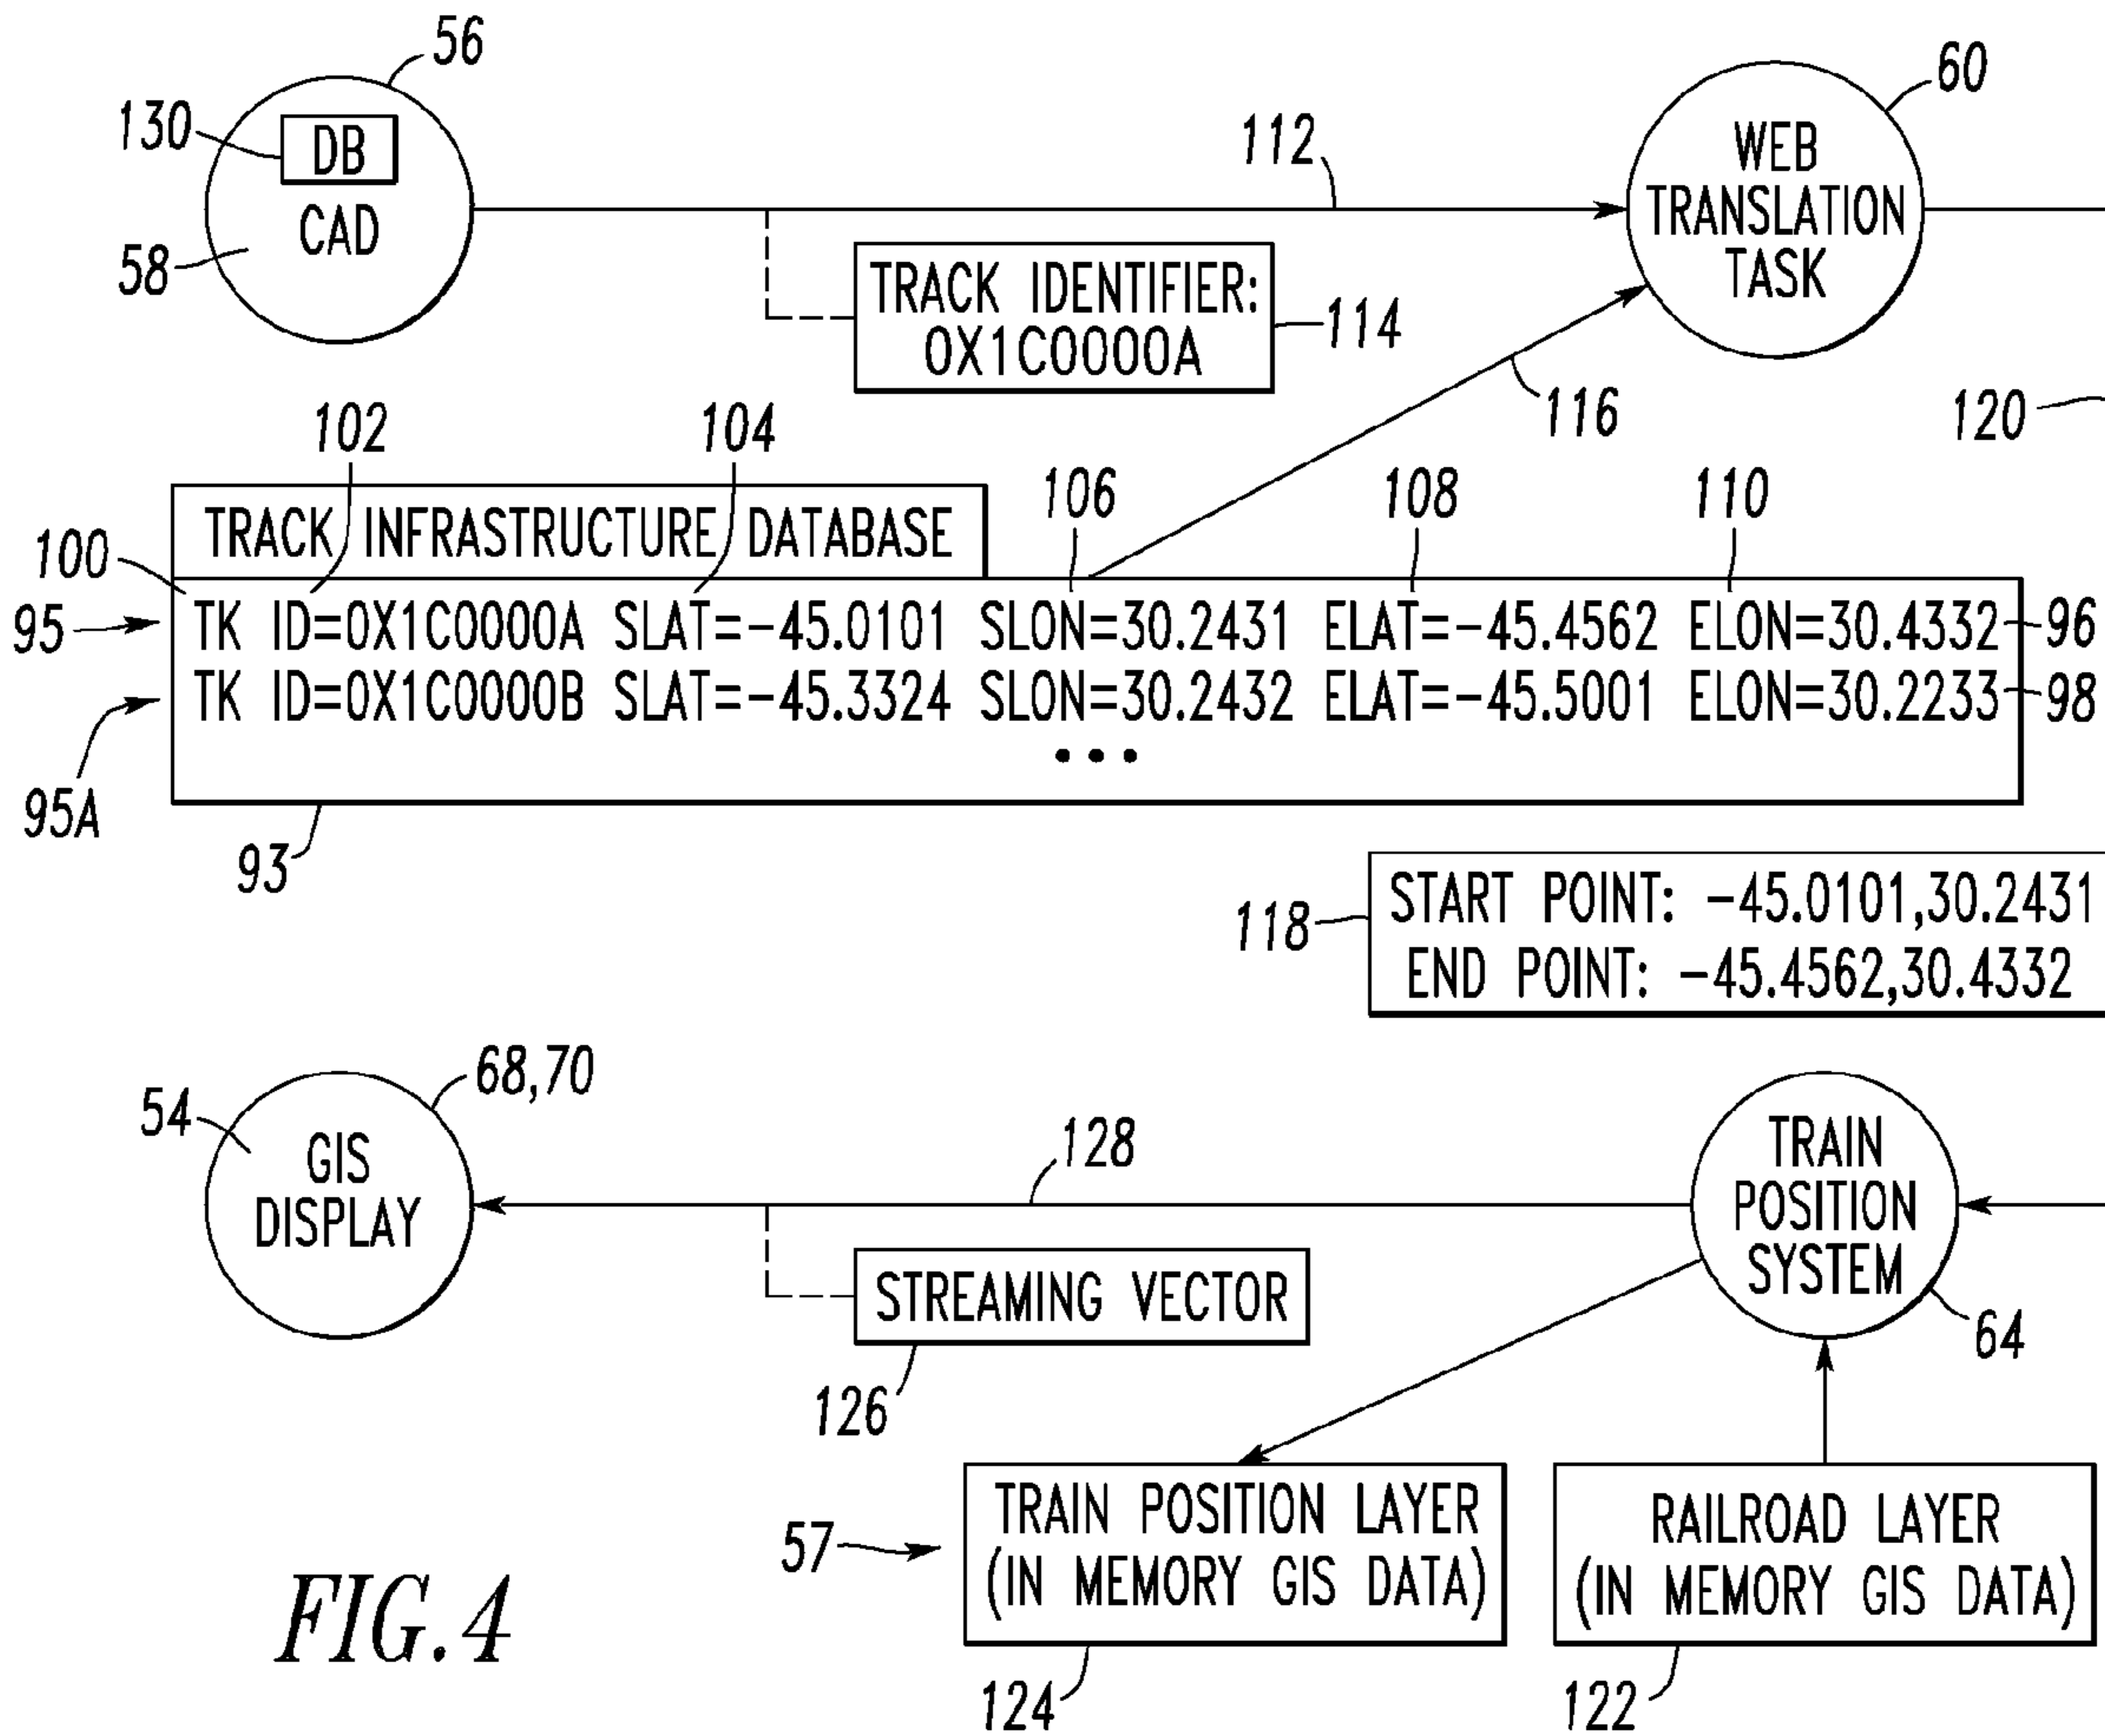 56
60
130
DB
CAD
58
112
WEB
TRANSLATION
TASK
TRACK IDENTIFIER:
0X1C0000A
114
116
120
102
104
106
108
110
TRACK INFRASTRUCTURE DATABASE
100
95
TK ID=0X1C0000A SLAT=-45.0101 SLON=30.2431 ELAT=-45.4562 ELON=30.4332
96
TK ID=0X1C0000B SLAT=-45.3324 SLON=30.2432 ELAT=-45.5001 ELON=30.2233
98
• • •
95A
93
118
START POINT: -45.0101,30.2431
END POINT: -45.4562,30.4332
68,70
54
GIS
DISPLAY
128
TRAIN
POSITION
SYSTEM
64
STREAMING VECTOR
126
57
TRAIN POSITION LAYER
(IN MEMORY GIS DATA)
124
RAILROAD LAYER
(IN MEMORY GIS DATA)
122
FIG.4